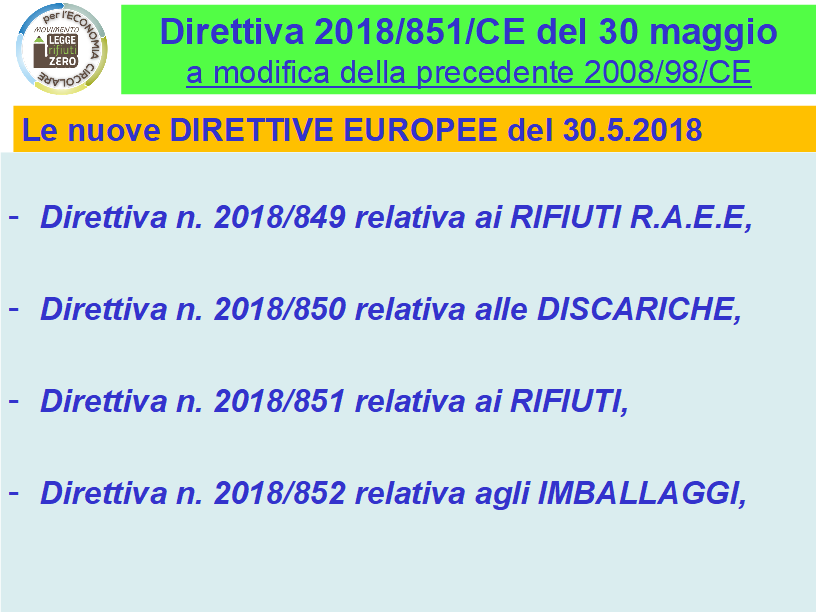 per l'ECONOMIA CIRCOLARE
MOVIMENTO
LEGGE
rifiuti
ZERO
Direttiva 2018/851/CE del 30 maggio
a modifica della precedente 2008/98/CE
Le nuove DIRETTIVE EUROPEE del 30.5.2018
- Direttiva n. 2018/849 relativa ai RIFIUTI R.A.E.E,
- Direttiva n. 2018/850 relativa alle DISCARICHE,
- Direttiva n. 2018/851 relativa ai RIFIUTI,
- Direttiva n. 2018/852 relativa agli IMBALLAGGI,